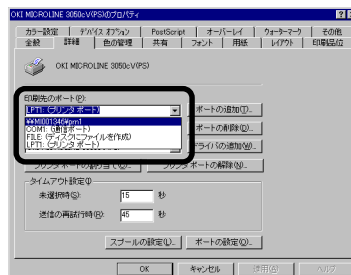 OKI MICROLINE 3050cV(PS)のプロパティ
カラー設定 デバイス オプション PostScript オーバーレイ ウォーターマーク その他
全般 詳細 色の管理 共有 フォント 用紙 レイアウト 印刷品位
OKI MICROLINE 3050cV(PS)
印刷先のポート(P):
LPT1: (プリンタ ポート)
ポートの追加(T)...
¥¥MI001346¥prn1
COM1: (通信ポート)
FILE: (ディスクにファイルを作成)
LPT1: (プリンタ ポート)
ポートの削除(D)...
ドライバの追加(W)...
プリンタ ポートの割り当て(C)...
プリンタ ポートの解除(N)...
タイムアウト設定
未選択時(S): 15 秒
送信の再試行時(R): 45 秒
スプールの設定(L)...
ポートの設定(O)...
OK
キャンセル
適用(A)
ヘルプ